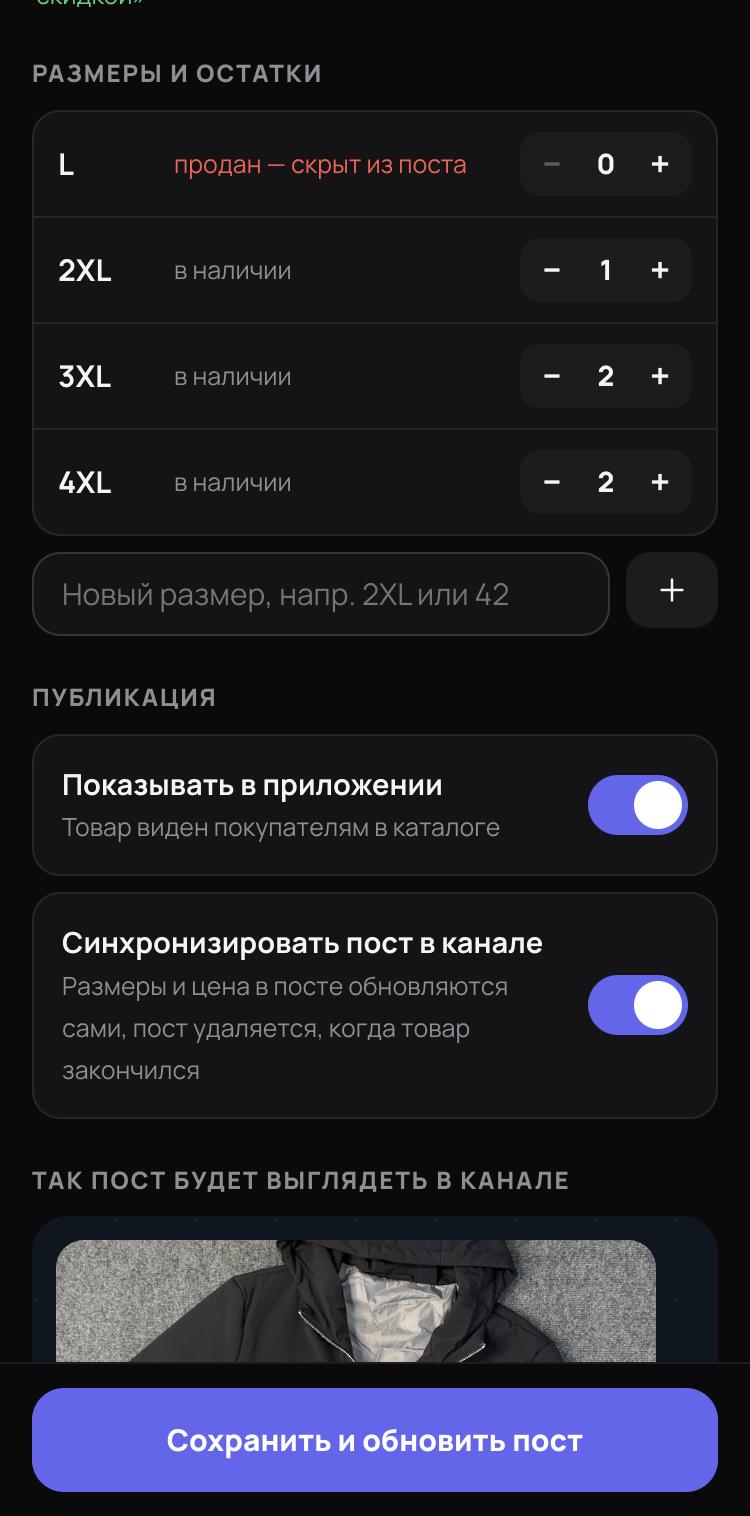 скидкой»
РАЗМЕРЫ И ОСТАТКИ
L продан — скрыт из поста − 0 +
2XL в наличии − 1 +
3XL в наличии − 2 +
4XL в наличии − 2 +
Новый размер, напр. 2XL или 42 +
ПУБЛИКАЦИЯ
Показывать в приложении
Товар виден покупателям в каталоге
Синхронизировать пост в канале
Размеры и цена в посте обновляются
сами, пост удаляется, когда товар
закончился
ТАК ПОСТ БУДЕТ ВЫГЛЯДЕТЬ В КАНАЛЕ
Сохранить и обновить пост